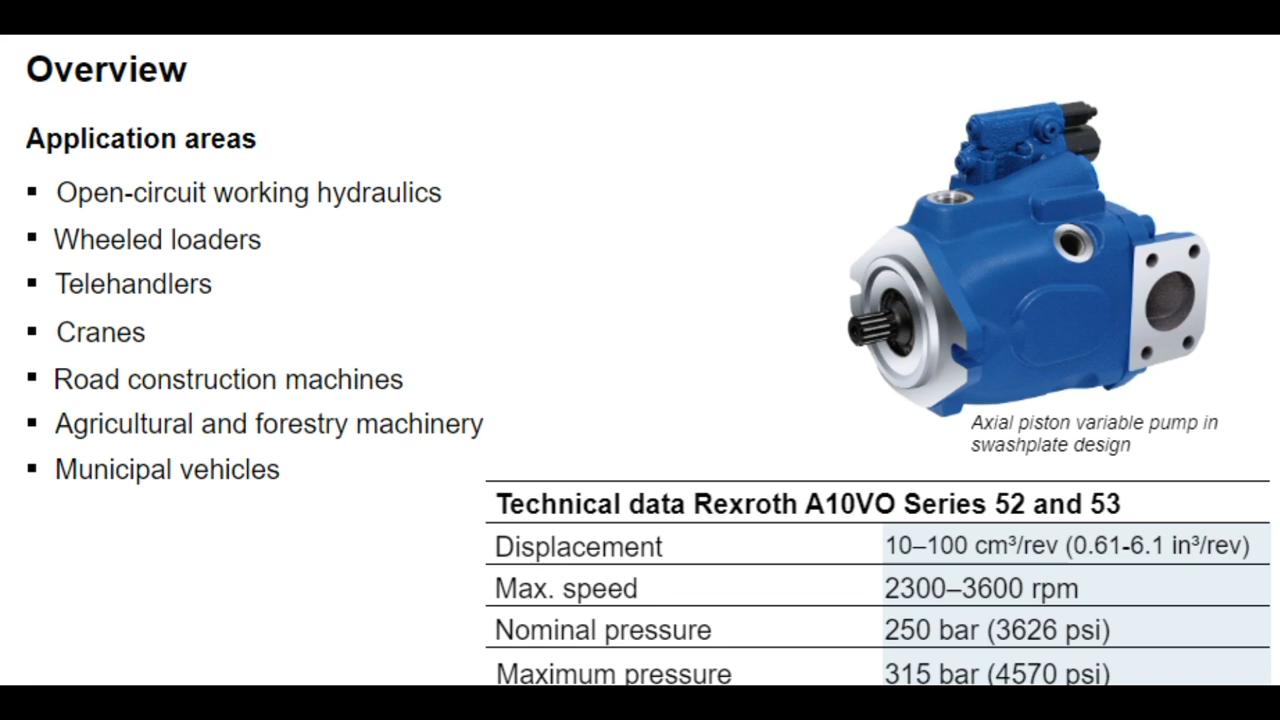 Overview
Application areas
▪ Open-circuit working hydraulics
▪ Wheeled loaders
▪ Telehandlers
▪ Cranes
▪ Road construction machines
▪ Agricultural and forestry machinery
▪ Municipal vehicles
Axial piston variable pump in
swashplate design
Technical data Rexroth A10VO Series 52 and 53
Displacement 10–100 cm³/rev (0.61-6.1 in³/rev)
Max. speed 2300–3600 rpm
Nominal pressure 250 bar (3626 psi)
Maximum pressure 315 bar (4570 psi)